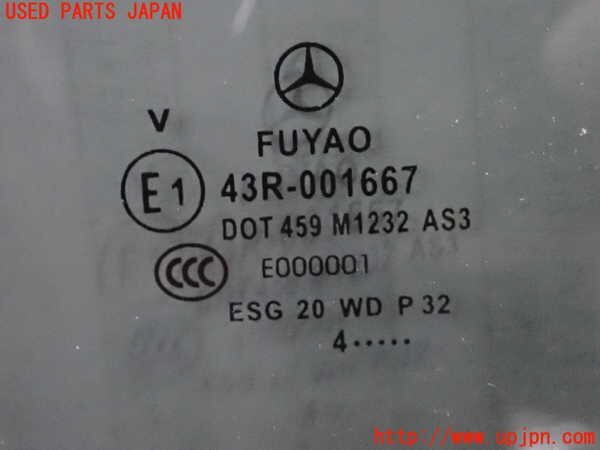 USED PARTS JAPAN
V
FUYAO
E1
43R-001667
DOT 459 M1232 AS3
CCC
E000001
ESG 20 WD P 32
4·····
http://www.upjpn.com